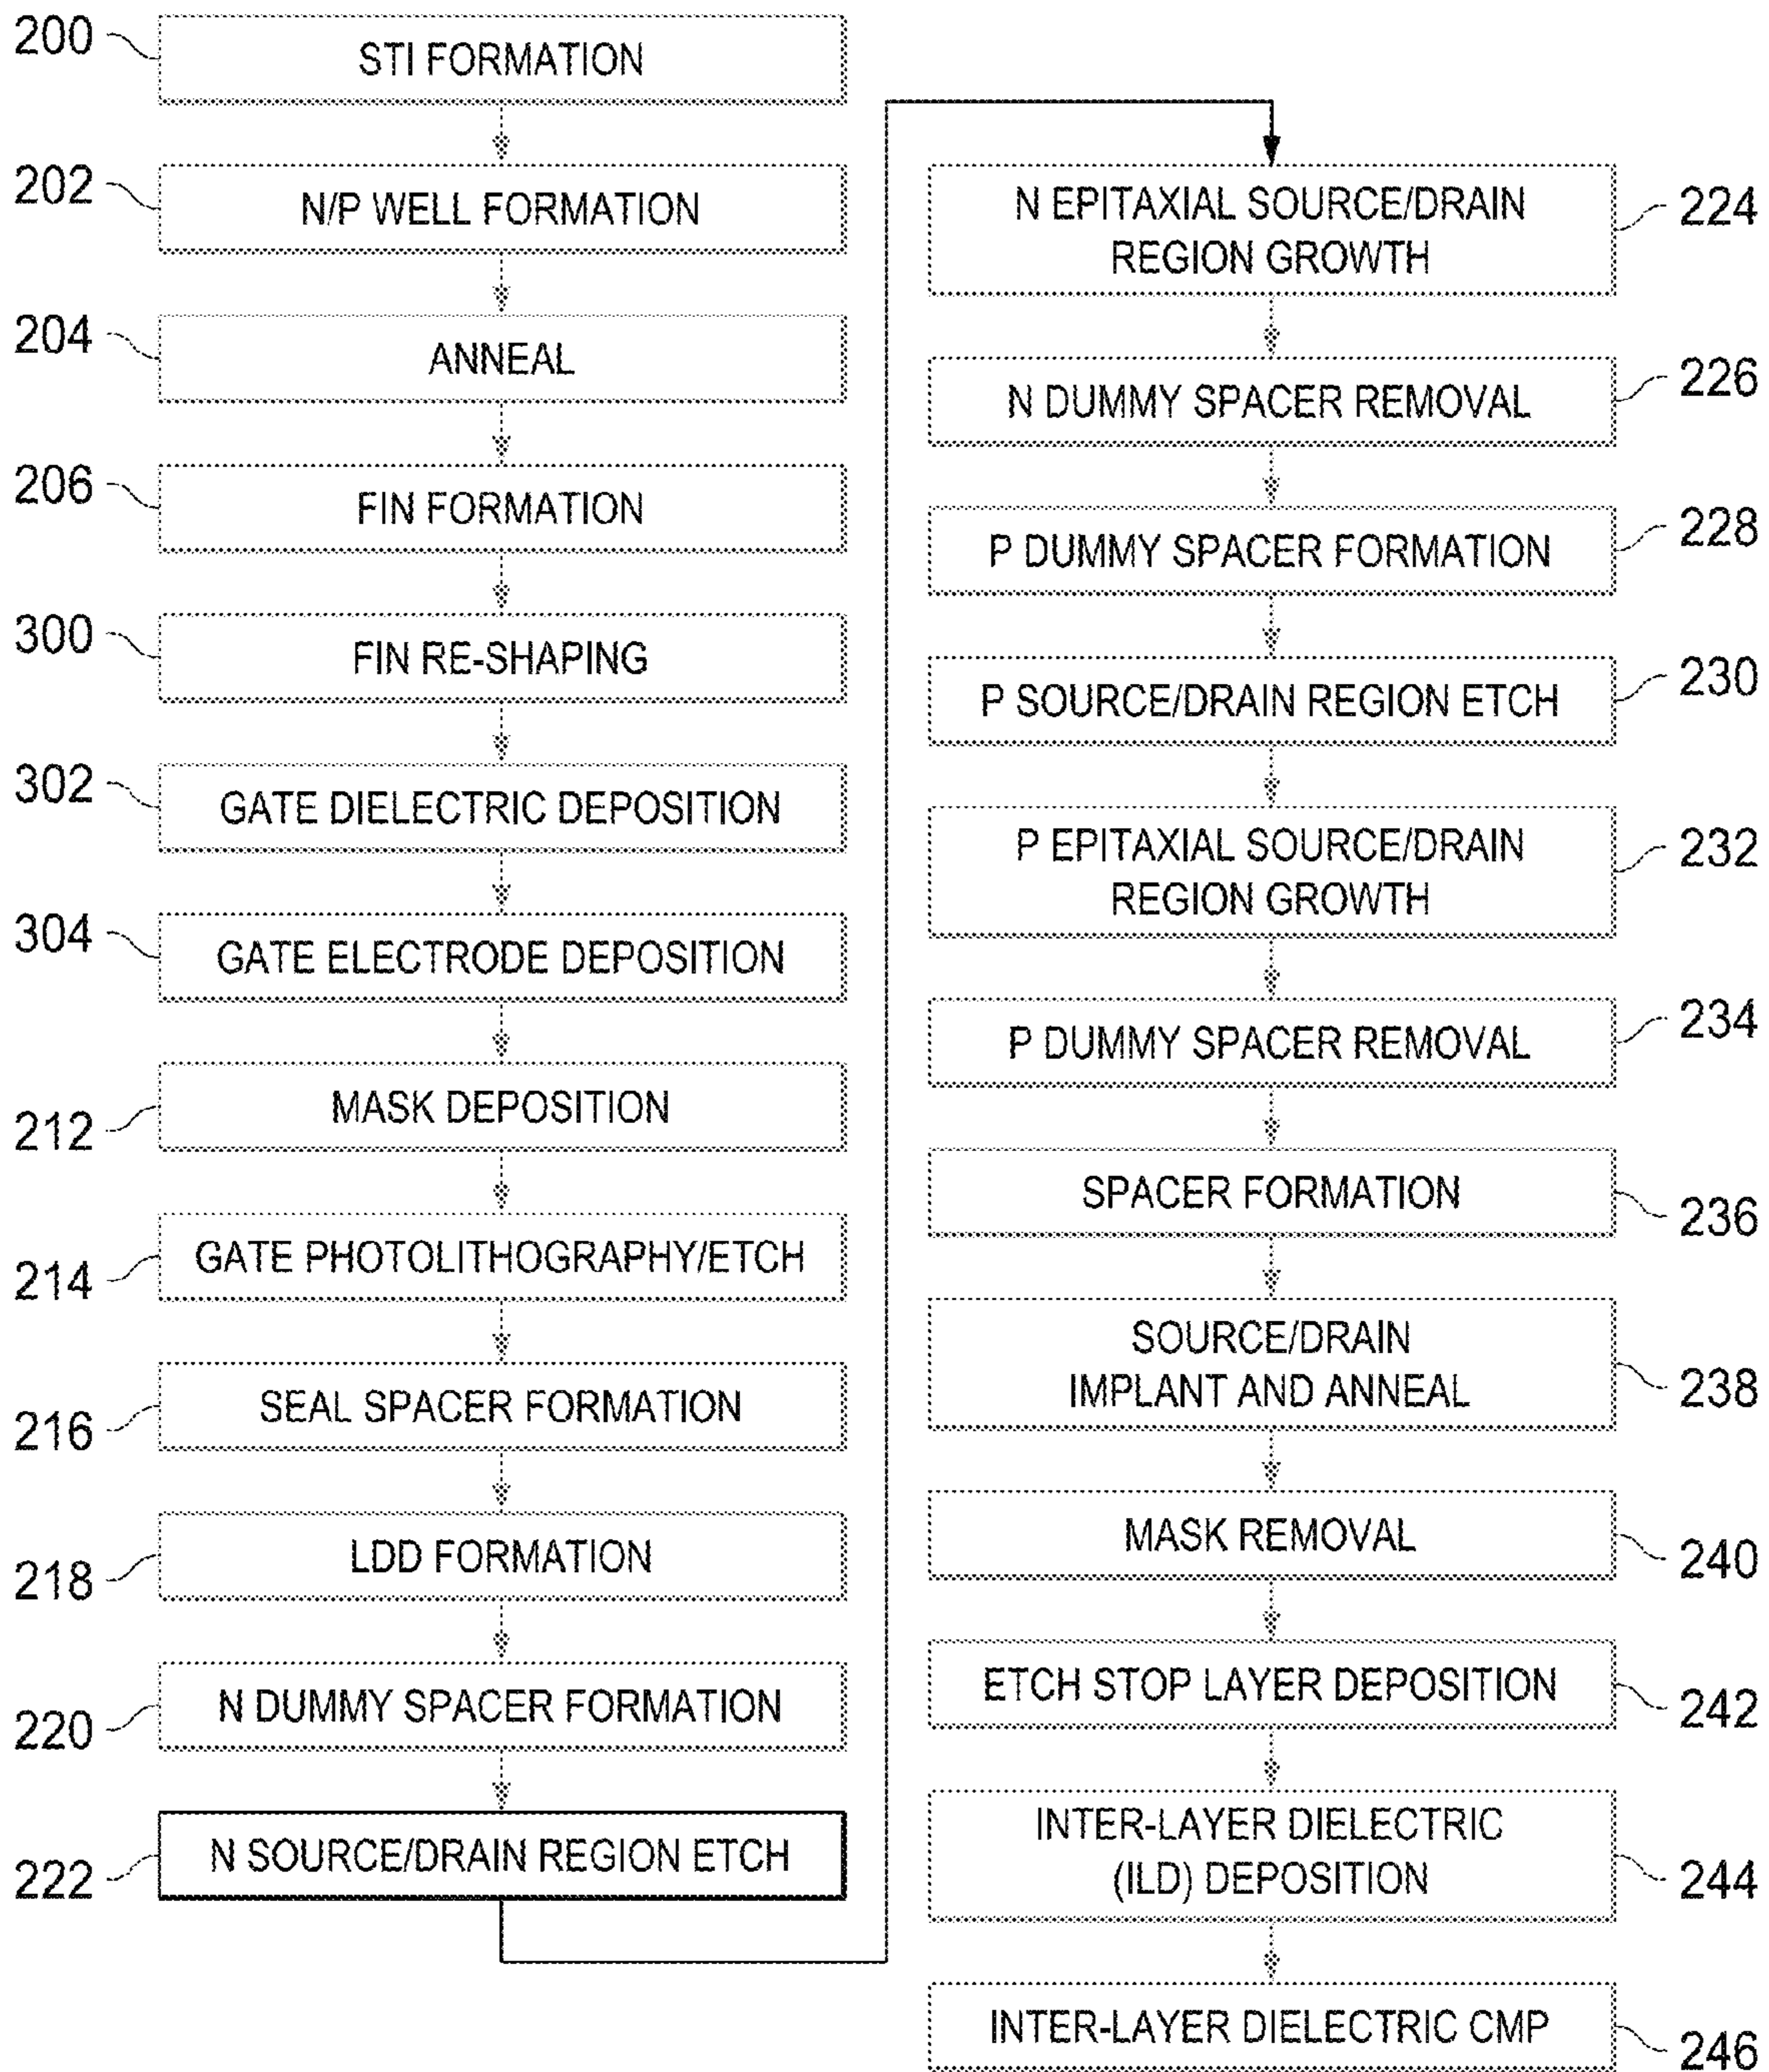 200
STI FORMATION
202
N/P WELL FORMATION
204
ANNEAL
206
FIN FORMATION
300
FIN RE-SHAPING
302
GATE DIELECTRIC DEPOSITION
304
GATE ELECTRODE DEPOSITION
212
MASK DEPOSITION
214
GATE PHOTOLITHOGRAPHY/ETCH
216
SEAL SPACER FORMATION
218
LDD FORMATION
220
N DUMMY SPACER FORMATION
222
N SOURCE/DRAIN REGION ETCH
N EPITAXIAL SOURCE/DRAIN
REGION GROWTH
224
N DUMMY SPACER REMOVAL
226
P DUMMY SPACER FORMATION
228
P SOURCE/DRAIN REGION ETCH
230
P EPITAXIAL SOURCE/DRAIN
REGION GROWTH
232
P DUMMY SPACER REMOVAL
234
SPACER FORMATION
236
SOURCE/DRAIN
IMPLANT AND ANNEAL
238
MASK REMOVAL
240
ETCH STOP LAYER DEPOSITION
242
INTER-LAYER DIELECTRIC
(ILD) DEPOSITION
244
INTER-LAYER DIELECTRIC CMP
246